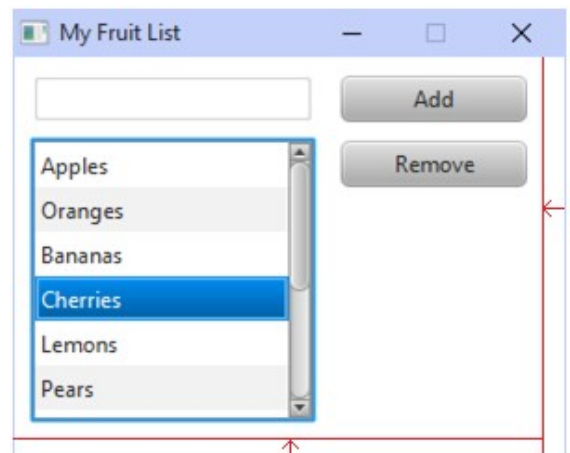 My Fruit List
Add
Remove
Apples
Oranges
Bananas
Cherries
Lemons
Pears